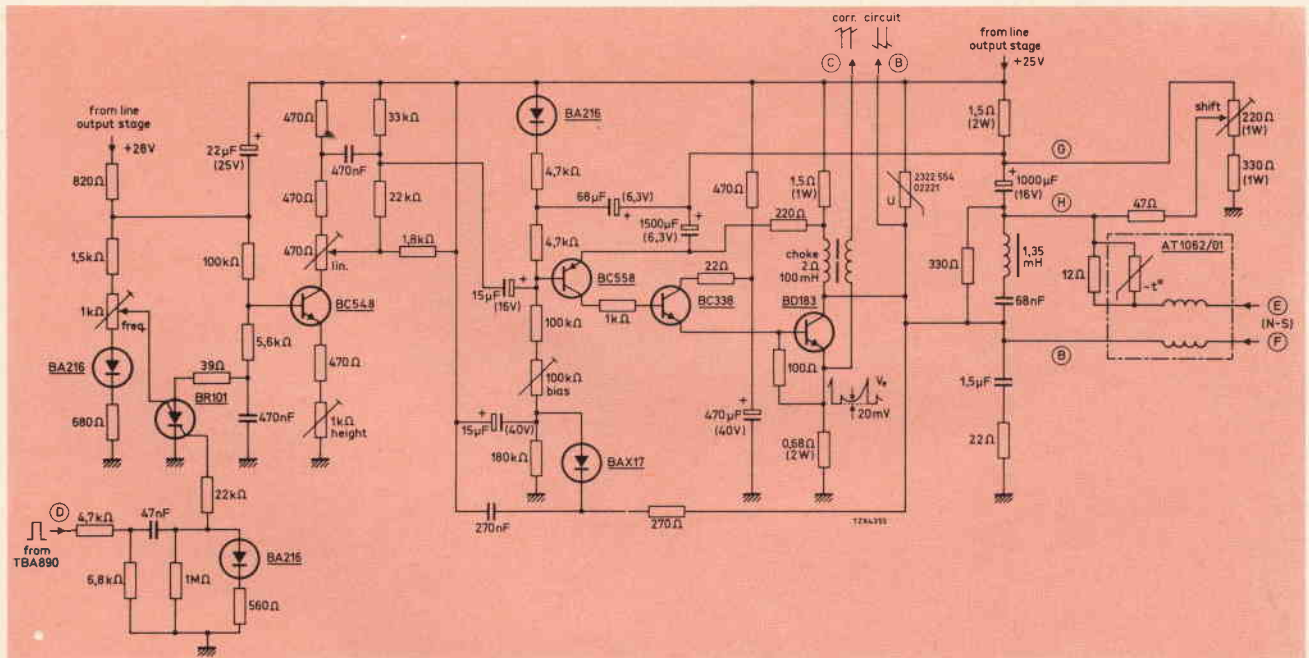 corr. circuit
C
B
from line
output stage
+25V
from line
output stage
+28V
820Ω
1,5kΩ
1kΩ
freq.
BA216
680Ω
39Ω
BR101
22µF
(25V)
100kΩ
5,6kΩ
470nF
22kΩ
D
from
TBA890
4,7kΩ
47nF
6,8kΩ
1MΩ
BA216
560Ω
470Ω
470nF
470Ω
470Ω
lin.
BC548
470Ω
1kΩ
height
33kΩ
22kΩ
1,8kΩ
15µF
(16V)
15µF
(40V)
270nF
BA216
4,7kΩ
68µF
(6,3V)
4,7kΩ
1500µF
(6,3V)
BC558
100kΩ
100kΩ
bias
180kΩ
BAX17
270Ω
1kΩ
BC338
22Ω
470Ω
220Ω
470µF
(40V)
1,5Ω
(1W)
choke
2Ω
100mH
BD183
100Ω
Ve
20mV
0,68Ω
(2W)
2322 554
02221
U
1,5Ω
(2W)
G
1000µF
(16V)
H
330Ω
1,35
mH
68nF
B
1,5µF
22Ω
47Ω
12Ω
-t°
AT1062/01
shift
220Ω
(1W)
330Ω
(1W)
E
(N-S)
F